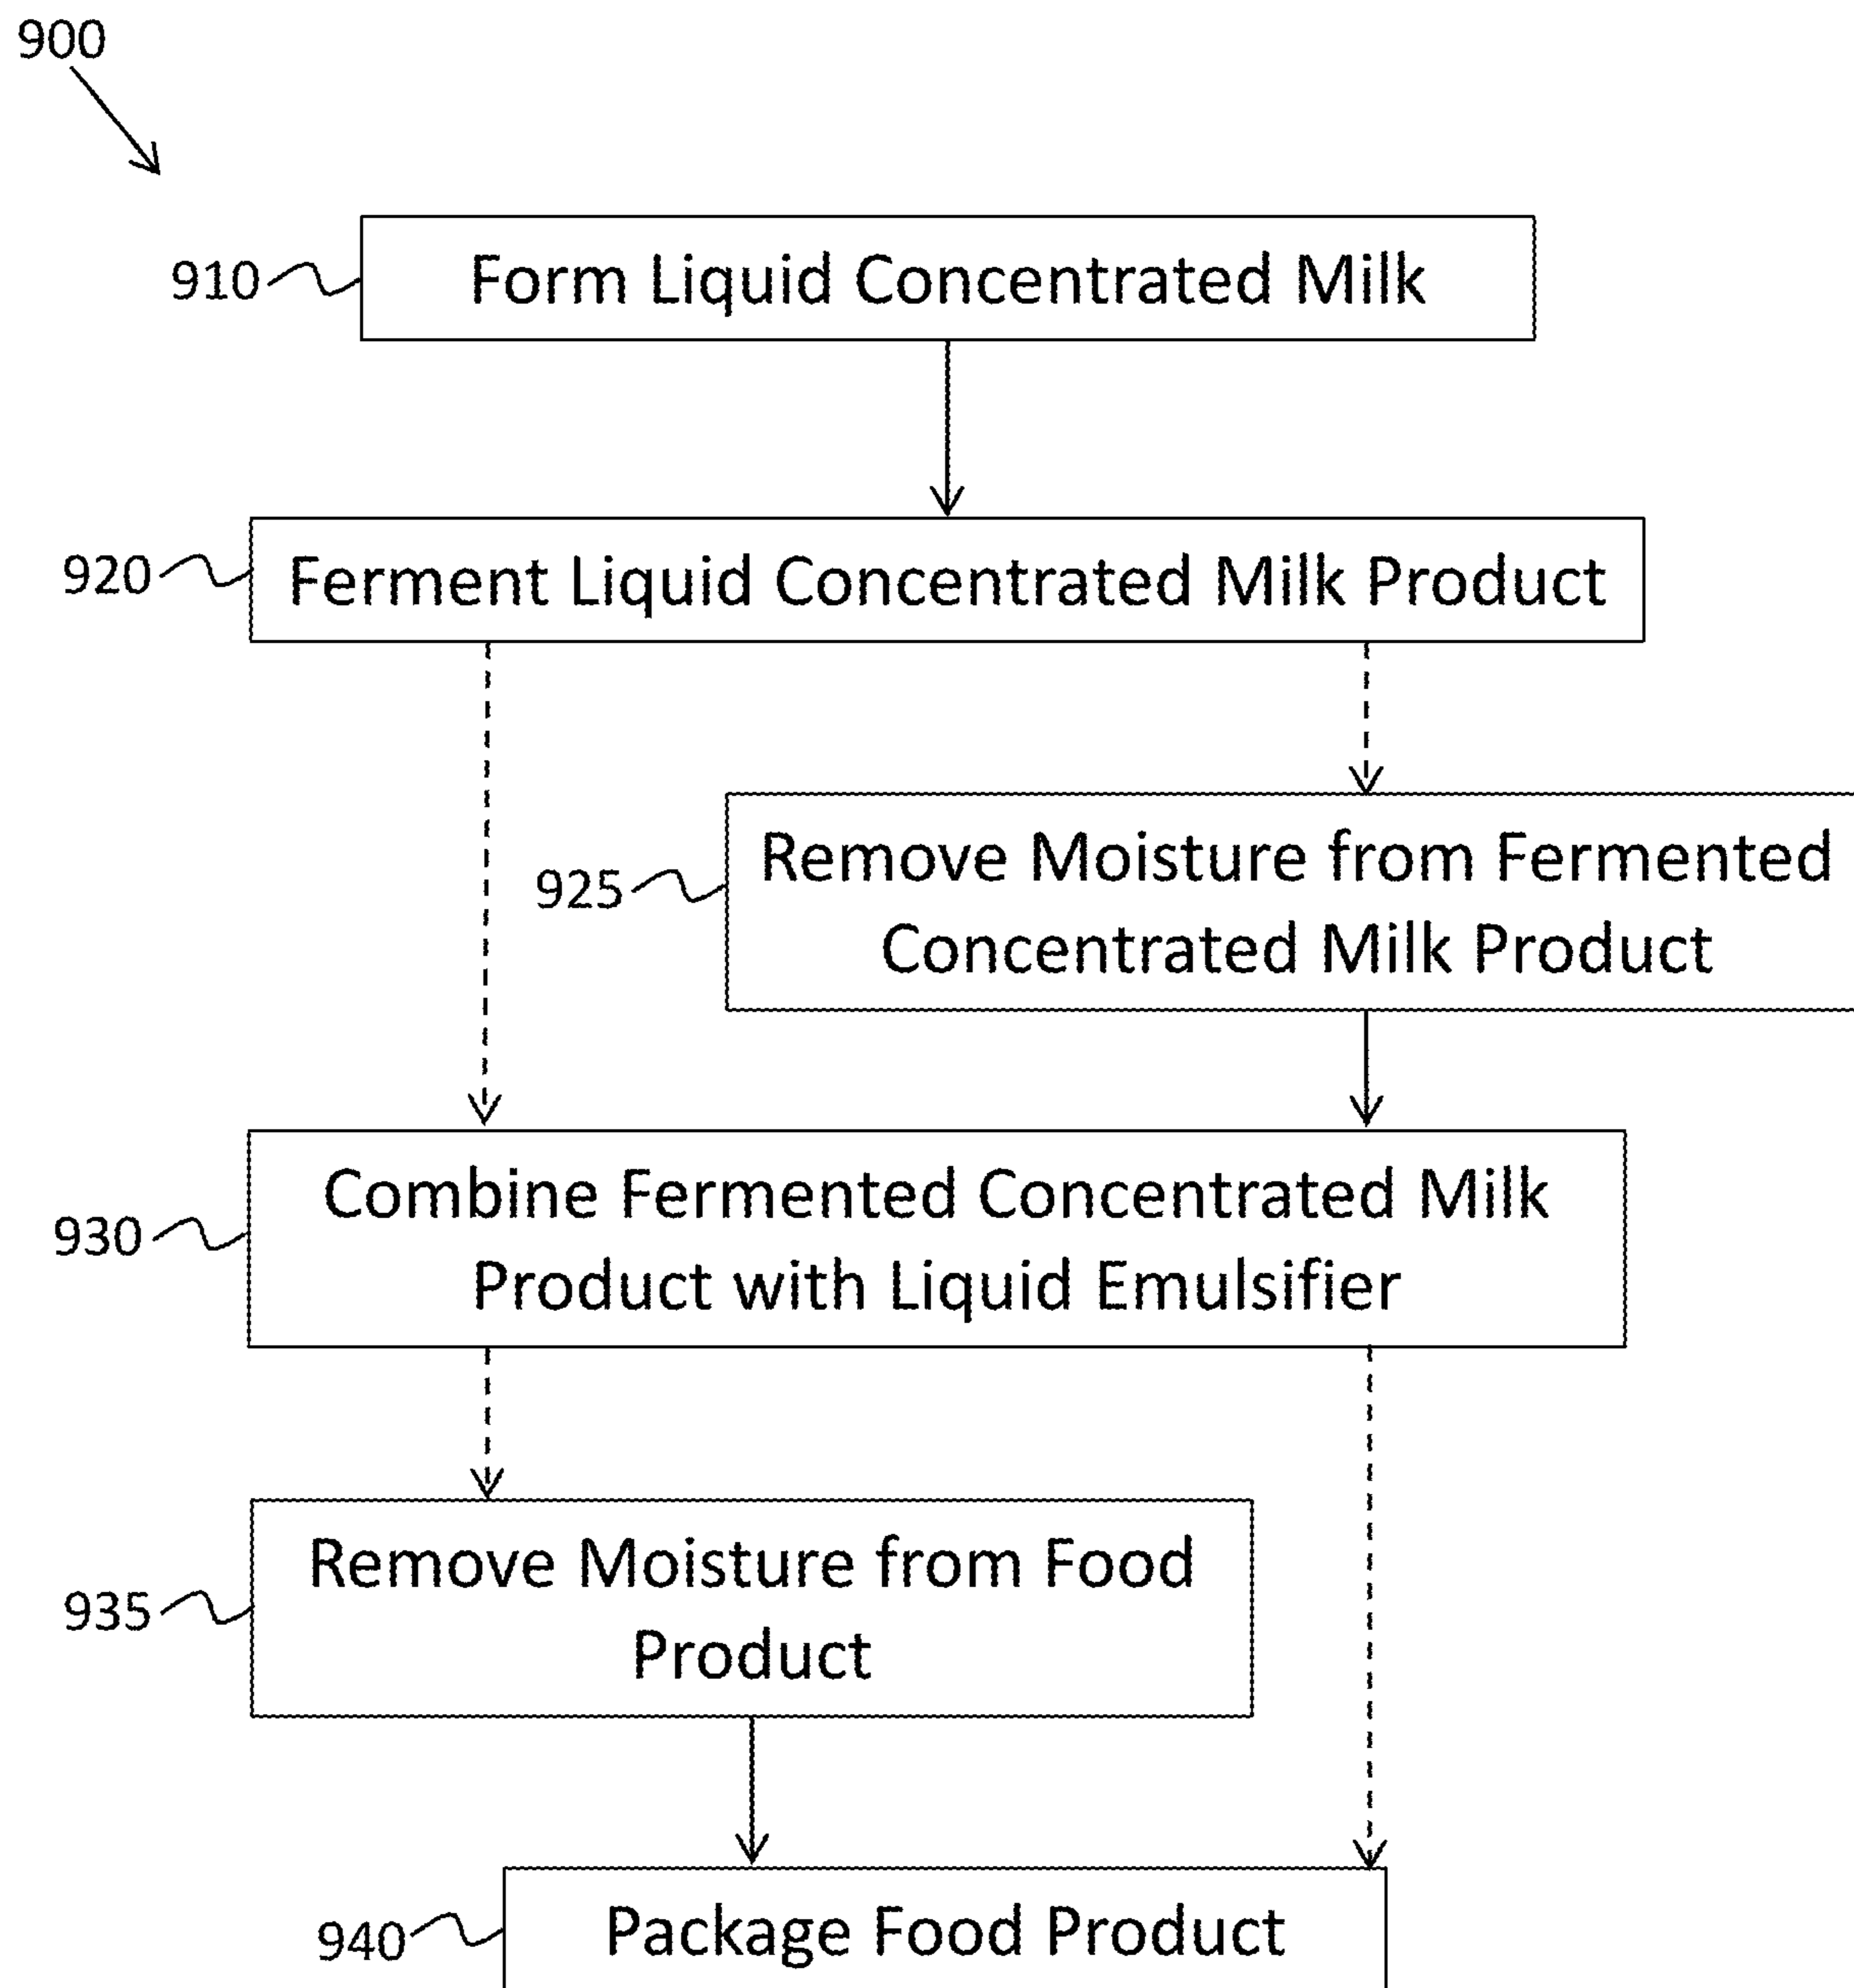 900
910
Form Liquid Concentrated Milk
920
Ferment Liquid Concentrated Milk Product
925
Remove Moisture from Fermented
Concentrated Milk Product
930
Combine Fermented Concentrated Milk
Product with Liquid Emulsifier
935
Remove Moisture from Food
Product
940
Package Food Product